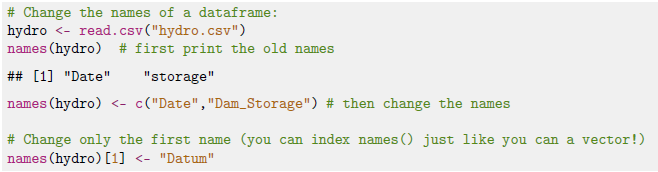 # Change the names of a dataframe:
hydro <- read.csv("hydro.csv")
names(hydro)  # first print the old names
## [1] "Date"    "storage"
names(hydro) <- c("Date","Dam_Storage") # then change the names
# Change only the first name (you can index names() just like you can a vector!)
names(hydro)[1] <- "Datum"